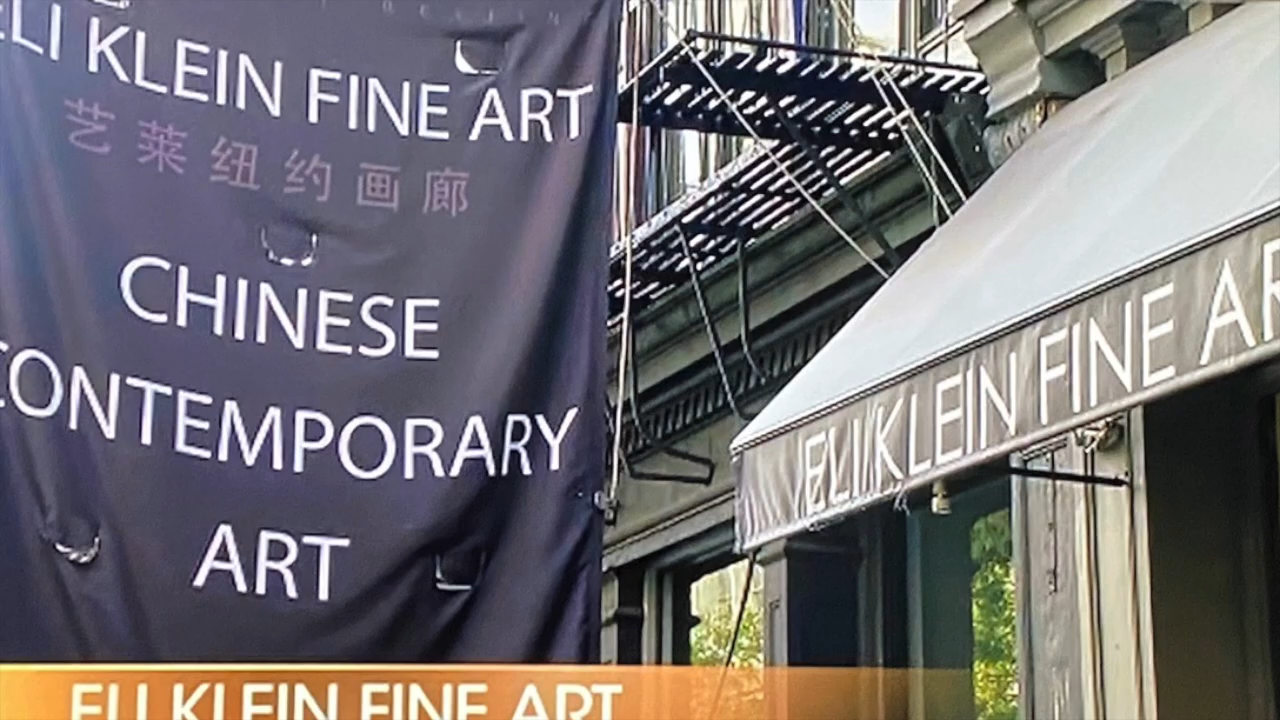 ELI KLEIN FINE ART
艺莱纽约画廊
CHINESE
CONTEMPORARY
ART
ELI KLEIN FINE AR
ELI KLEIN FINE ART